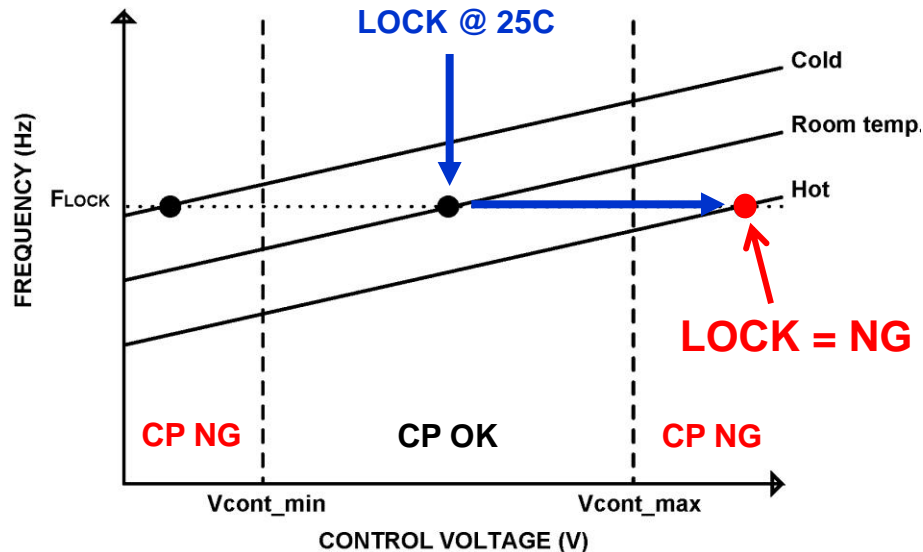 LOCK @ 25C
Cold
Room temp.
Hot
FREQUENCY (Hz)
FLOCK
LOCK = NG
CP NG
CP OK
CP NG
Vcont_min
Vcont_max
CONTROL VOLTAGE (V)